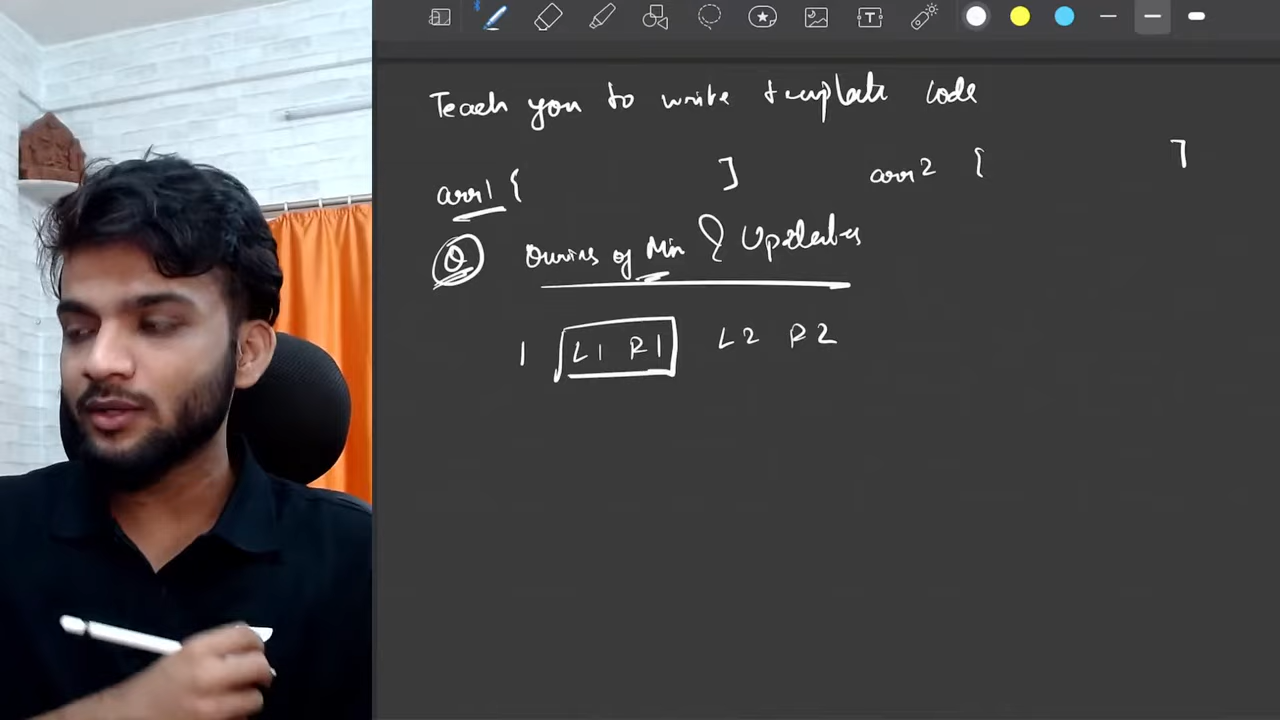 Teach you to write template code
arr1 [ ] arr2 [ ]
Q Queries of Min & Updates
1 L1 R1 L2 R2